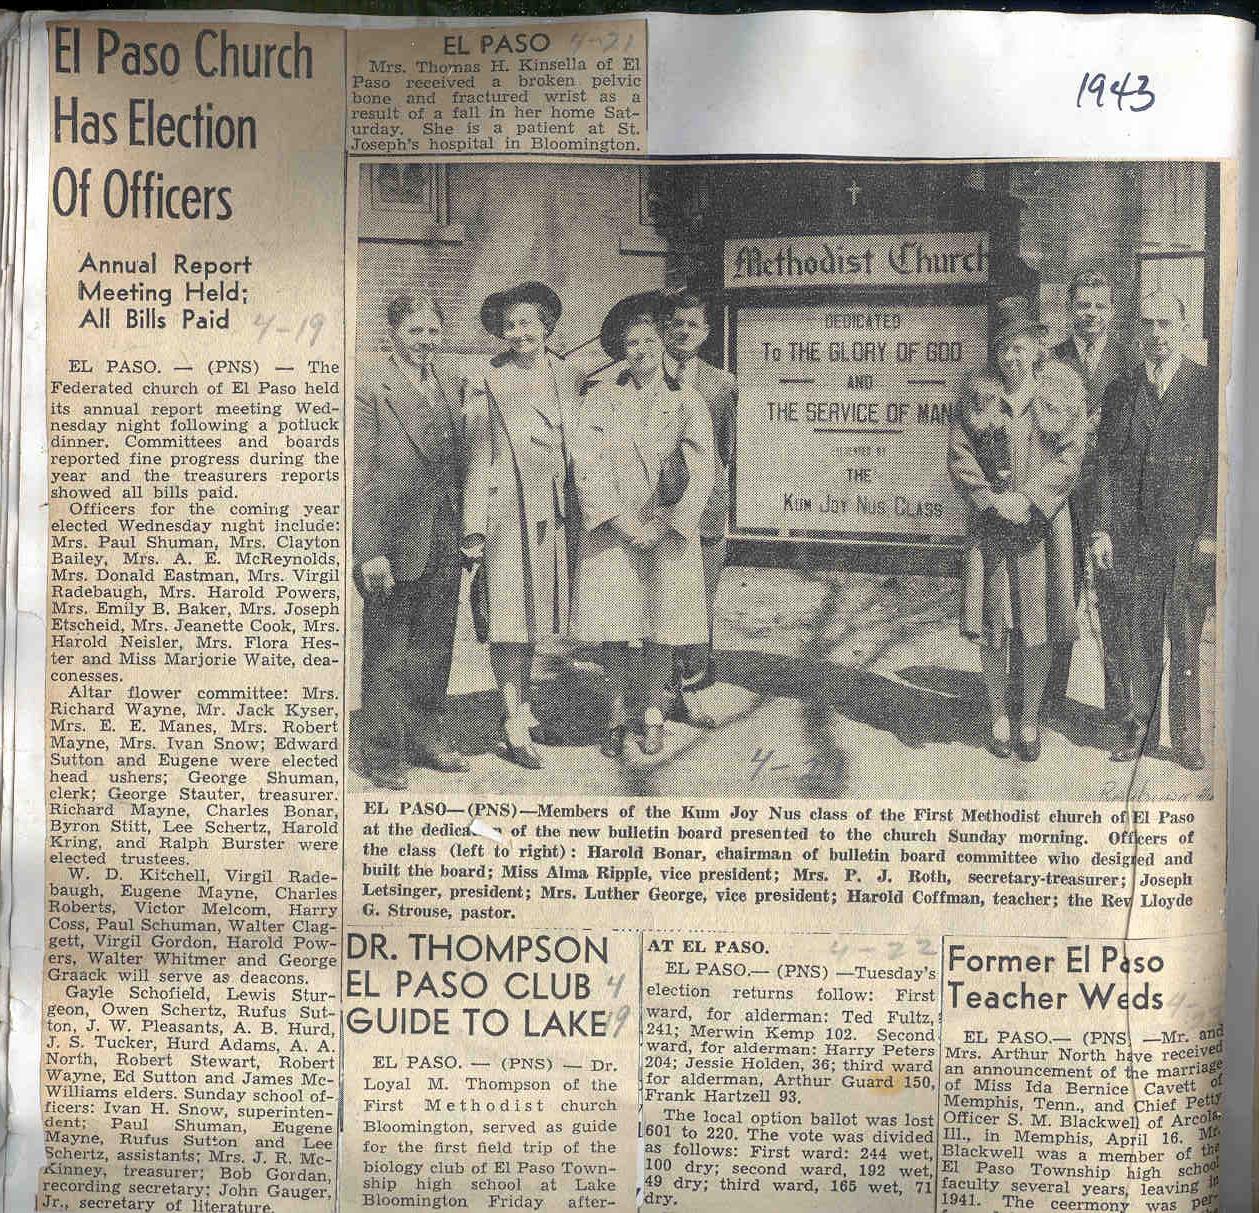 El Paso Church
Has Election
Of Officers
Annual Report
Meeting Held;
All Bills Paid 4-19
EL PASO. — (PNS) — The
Federated church of El Paso held
its annual report meeting Wed-
nesday night following a potluck
dinner. Committees and boards
reported fine progress during the
year and the treasurers reports
showed all bills paid.
Officers for the coming year
elected Wednesday night include:
Mrs. Paul Shuman, Mrs. Clayton
Bailey, Mrs. A. E. McReynolds,
Mrs. Donald Eastman, Mrs. Virgil
Radebaugh, Mrs. Harold Powers,
Mrs. Emily B. Baker, Mrs. Joseph
Etscheid, Mrs. Jeanette Cook, Mrs.
Harold Neisler, Mrs. Flora Hes-
ter and Miss Marjorie Waite, dea-
conesses.
Altar flower committee: Mrs.
Richard Wayne, Mr. Jack Kyser,
Mrs. E. E. Manes, Mrs. Robert
Mayne, Mrs. Ivan Snow; Edward
Sutton and Eugene were elected
head ushers; George Shuman,
clerk; George Stauter, treasurer.
Richard Mayne, Charles Bonar,
Byron Stitt, Lee Schertz, Harold
Kring, and Ralph Burster were
elected trustees.
W. D. Kitchell, Virgil Rade-
baugh, Eugene Mayne, Charles
Roberts, Victor Melcom, Harry
Coss, Paul Schuman, Walter Clag-
gett, Virgil Gordon, Harold Pow-
ers, Walter Whitmer and George
Graack will serve as deacons.
Gayle Schofield, Lewis Stur-
geon, Owen Schertz, Rufus Sut-
ton, J. W. Pleasants, A. B. Hurd,
J. S. Tucker, Hurd Adams, A. A.
North, Robert Stewart, Robert
Wayne, Ed Sutton and James Mc-
Williams elders. Sunday school of-
ficers: Ivan H. Snow, superinten-
dent; Paul Shuman, Eugene
Mayne, Rufus Sutton and Lee
Schertz, assistants; Mrs. J. R. Mc-
Kinney, treasurer; Bob Gordan,
recording secretary; John Gauger,
Jr., secretary of literature.
EL PASO 4-21
Mrs. Thomas H. Kinsella of El
Paso received a broken pelvic
bone and fractured wrist as a
result of a fall in her home Sat-
urday. She is a patient at St.
Joseph's hospital in Bloomington.
1943
Methodist Church
DEDICATED
To THE GLORY OF GOD
AND
THE SERVICE OF MAN
THE
KUM JOY NUS CLASS
4-
EL PASO—(PNS)—Members of the Kum Joy Nus class of the First Methodist church of El Paso
at the dedica n of the new bulletin board presented to the church Sunday morning. Officers of
the class (left to right): Harold Bonar, chairman of bulletin board committee who designed and
built the board; Miss Alma Ripple, vice president; Mrs. P. J. Roth, secretary-treasurer; Joseph
Letsinger, president; Mrs. Luther George, vice president; Harold Coffman, teacher; the Rev Lloyde
G. Strouse, pastor.
DR. THOMPSON
EL PASO CLUB 4
GUIDE TO LAKE 19
EL PASO. — (PNS) — Dr.
Loyal M. Thompson of the
First Methodist church
Bloomington, served as guide
for the first field trip of the
biology club of El Paso Town-
ship high school at Lake
Bloomington Friday after-
AT EL PASO. 4-22
EL PASO.— (PNS) —Tuesday's
election returns follow: First
ward, for alderman: Ted Fultz,
241; Merwin Kemp 102. Second
ward, for alderman: Harry Peters
204; Jessie Holden, 36; third ward
for alderman, Arthur Guard 150,
Frank Hartzell 93.
The local option ballot was lost
601 to 220. The vote was divided
as follows: First ward: 244 wet,
100 dry; second ward, 192 wet,
49 dry; third ward, 165 wet, 71
dry.
Former El Paso
Teacher Weds
EL PASO.— (PNS) —Mr. and
Mrs. Arthur North have received
an announcement of the marriage
of Miss Ida Bernice Cavett of
Memphis, Tenn., and Chief Petty
Officer S. M. Blackwell of Arcola,
Ill., in Memphis, April 16. Mr.
Blackwell was a member of the
El Paso Township high school
faculty several years, leaving in
1941. The ceermony was per-